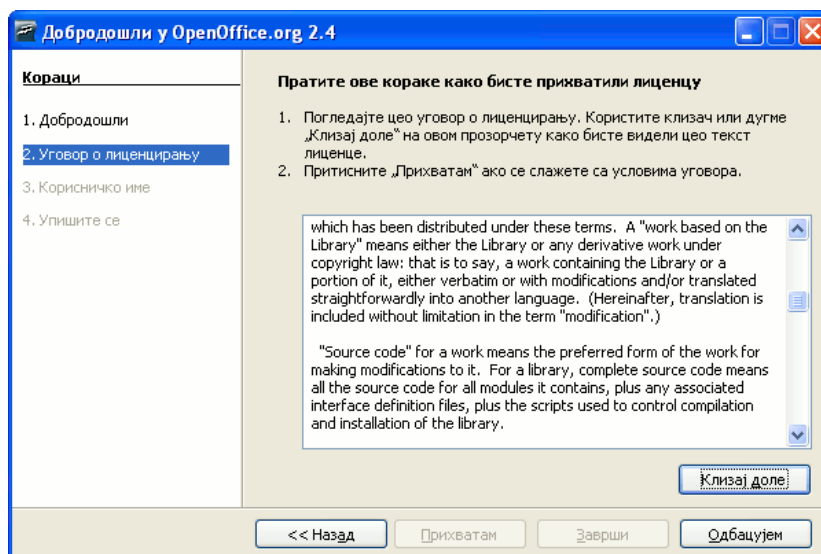 Добродошли у OpenOffice.org 2.4
Кораци
1. Добродошли
2. Уговор о лиценцирању
3. Корисничко име
4. Упишите се
Пратите ове кораке како бисте прихватили лиценцу
1. Погледајте цео уговор о лиценцирању. Користите клизач или дугме
„Клизај доле“ на овом прозорчету како бисте видели цео текст
лиценце.
2. Притисните „Прихватам“ ако се слажете са условима уговора.
which has been distributed under these terms. A "work based on the
Library" means either the Library or any derivative work under
copyright law: that is to say, a work containing the Library or a
portion of it, either verbatim or with modifications and/or translated
straightforwardly into another language. (Hereinafter, translation is
included without limitation in the term "modification".)
"Source code" for a work means the preferred form of the work for
making modifications to it. For a library, complete source code means
all the source code for all modules it contains, plus any associated
interface definition files, plus the scripts used to control compilation
and installation of the library.
Клизај доле
<< Назад
Прихватам
Заврши
Одбацујем